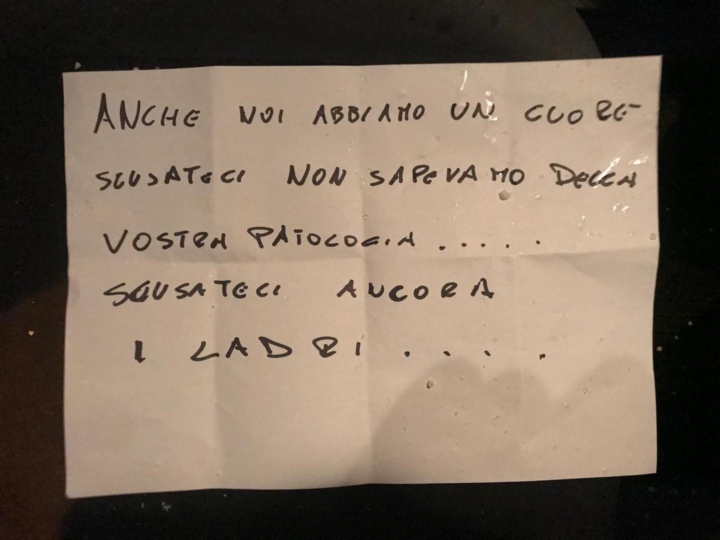 ANCHE NOI ABBIAMO UN CUORE
SCUSATECI NON SAPEVAMO DELLA
VOSTRA PATOLOGIA .....
SCUSATECI ANCORA
I LADRI ....